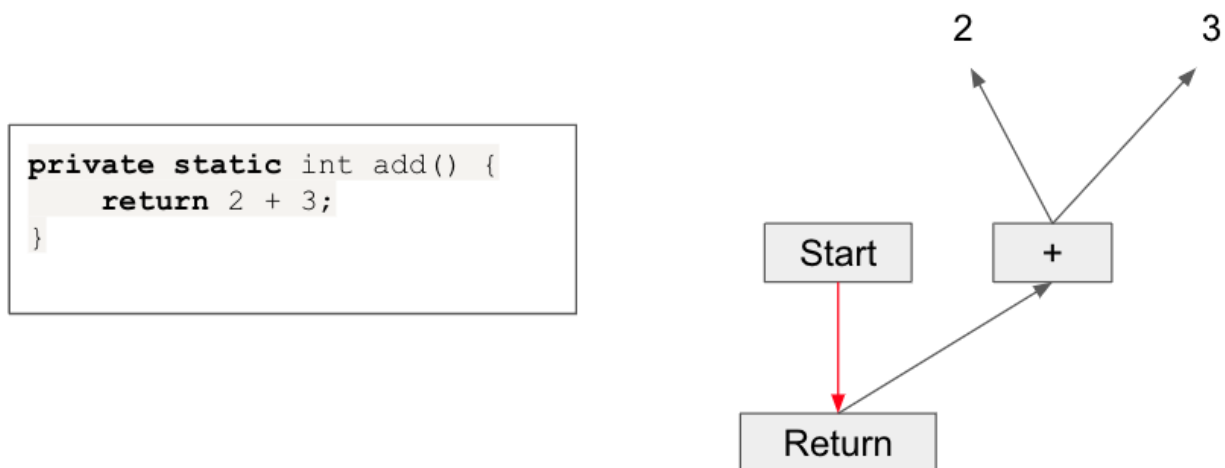 private static int add() {
return 2 + 3;
}
2
3
Start
+
Return